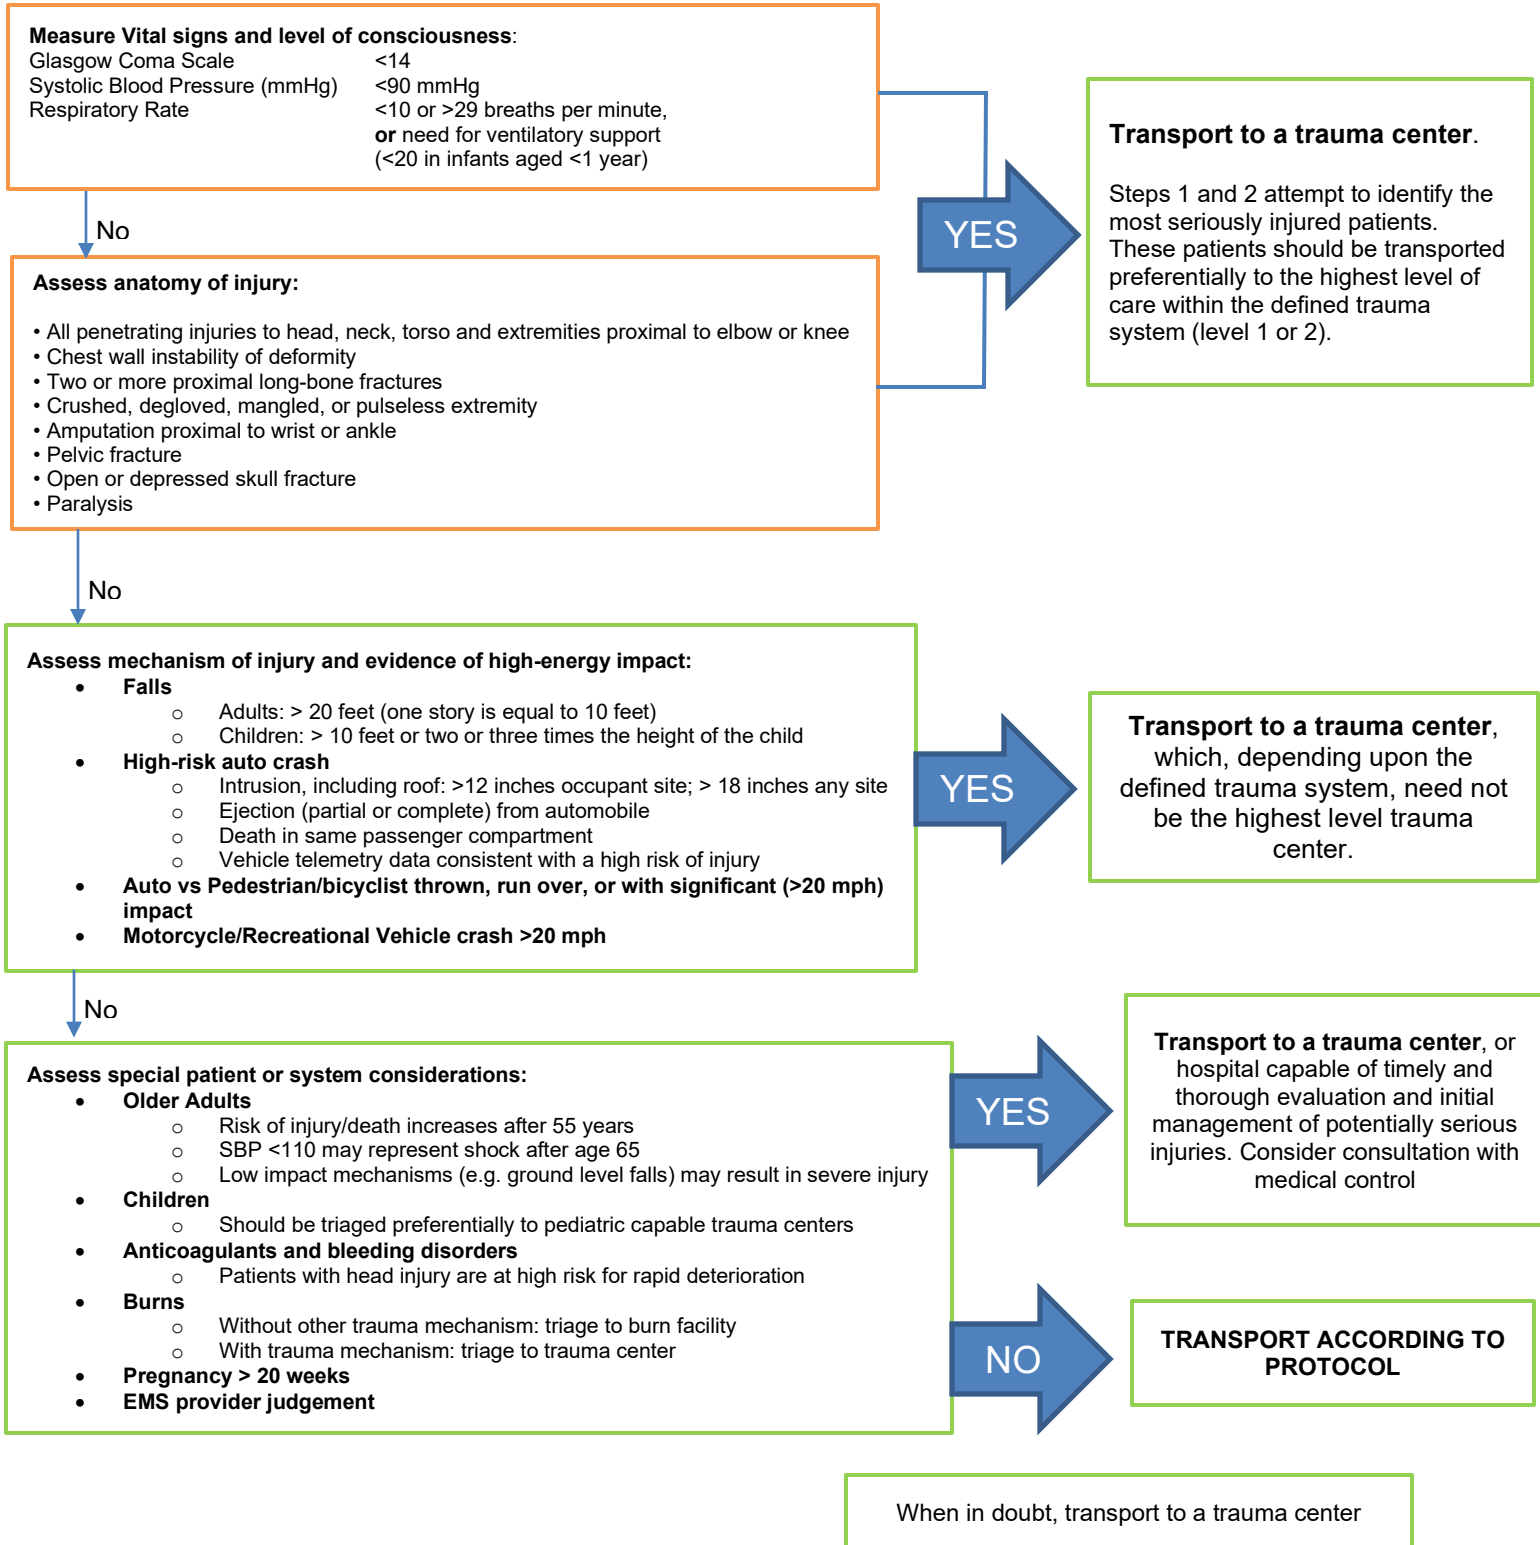 Measure Vital signs and level of consciousness:
Glasgow Coma Scale <14
Systolic Blood Pressure (mmHg) <90 mmHg
Respiratory Rate <10 or >29 breaths per minute,
or need for ventilatory support
(<20 in infants aged <1 year)
YES
Transport to a trauma center.
Steps 1 and 2 attempt to identify the
most seriously injured patients.
These patients should be transported
preferentially to the highest level of
care within the defined trauma
system (level 1 or 2).
No
Assess anatomy of injury:
• All penetrating injuries to head, neck, torso and extremities proximal to elbow or knee
• Chest wall instability of deformity
• Two or more proximal long-bone fractures
• Crushed, degloved, mangled, or pulseless extremity
• Amputation proximal to wrist or ankle
• Pelvic fracture
• Open or depressed skull fracture
• Paralysis
No
Assess mechanism of injury and evidence of high-energy impact:
• Falls
o Adults: > 20 feet (one story is equal to 10 feet)
o Children: > 10 feet or two or three times the height of the child
• High-risk auto crash
o Intrusion, including roof: >12 inches occupant site; > 18 inches any site
o Ejection (partial or complete) from automobile
o Death in same passenger compartment
o Vehicle telemetry data consistent with a high risk of injury
• Auto vs Pedestrian/bicyclist thrown, run over, or with significant (>20 mph)
impact
• Motorcycle/Recreational Vehicle crash >20 mph
YES
Transport to a trauma center,
which, depending upon the
defined trauma system, need not
be the highest level trauma
center.
No
Assess special patient or system considerations:
• Older Adults
o Risk of injury/death increases after 55 years
o SBP <110 may represent shock after age 65
o Low impact mechanisms (e.g. ground level falls) may result in severe injury
• Children
o Should be triaged preferentially to pediatric capable trauma centers
• Anticoagulants and bleeding disorders
o Patients with head injury are at high risk for rapid deterioration
• Burns
o Without other trauma mechanism: triage to burn facility
o With trauma mechanism: triage to trauma center
• Pregnancy > 20 weeks
• EMS provider judgement
YES
Transport to a trauma center, or
hospital capable of timely and
thorough evaluation and initial
management of potentially serious
injuries. Consider consultation with
medical control
NO
TRANSPORT ACCORDING TO
PROTOCOL
When in doubt, transport to a trauma center